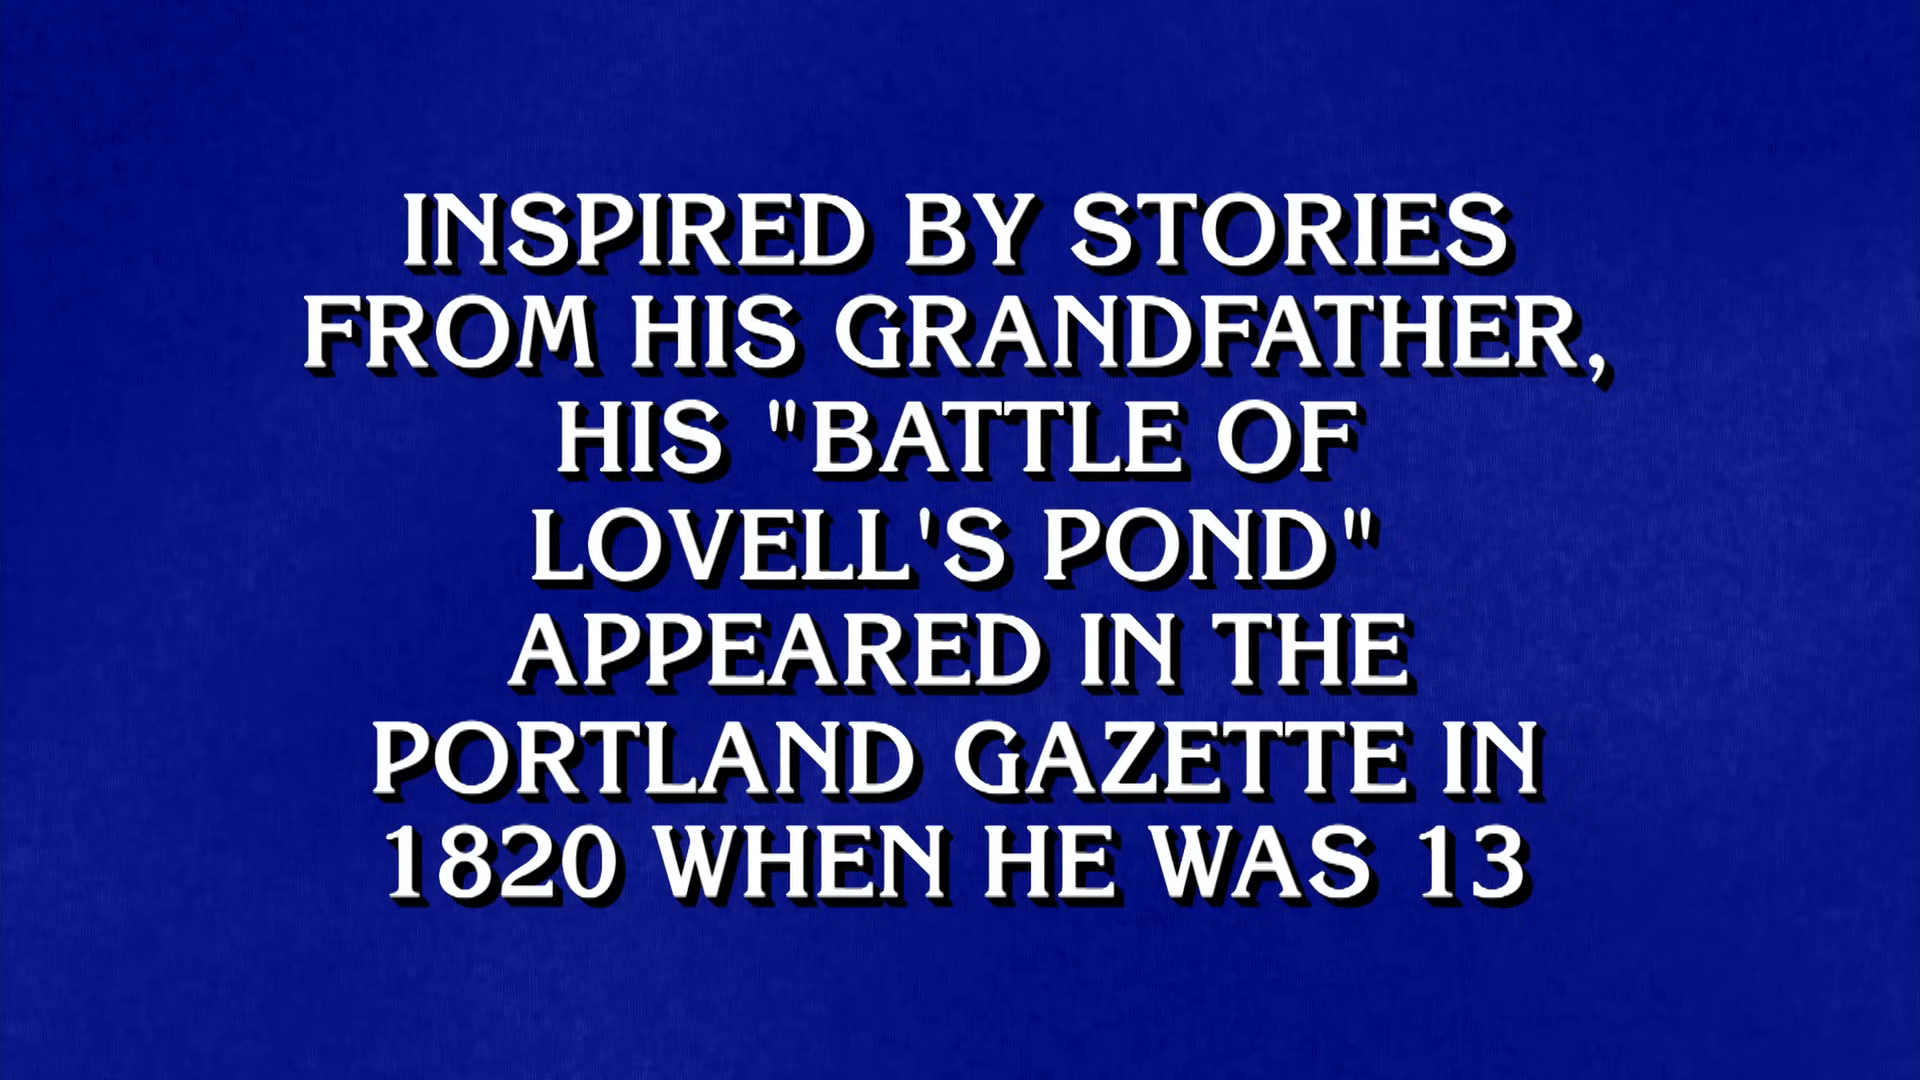 INSPIRED BY STORIES
FROM HIS GRANDFATHER,
HIS "BATTLE OF
LOVELL'S POND"
APPEARED IN THE
PORTLAND GAZETTE IN
1820 WHEN HE WAS 13